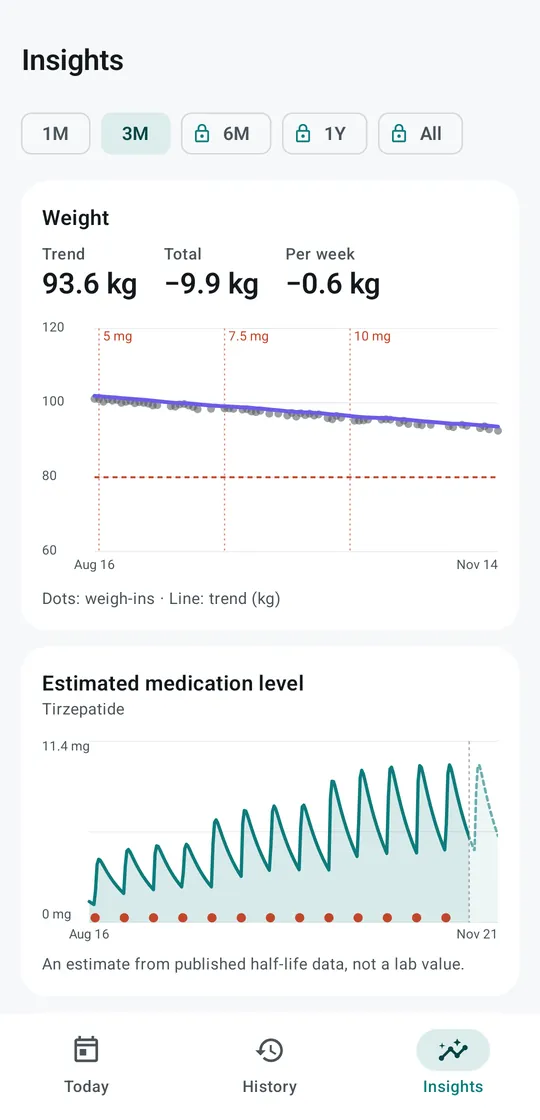 Insights
1M 3M 6M 1Y All
Weight
Trend Total Per week
93.6 kg −9.9 kg −0.6 kg
120
5 mg 7.5 mg 10 mg
100
80
60
Aug 16 Nov 14
Dots: weigh-ins · Line: trend (kg)
Estimated medication level
Tirzepatide
11.4 mg
0 mg
Aug 16 Nov 21
An estimate from published half-life data, not a lab value.
Today History Insights